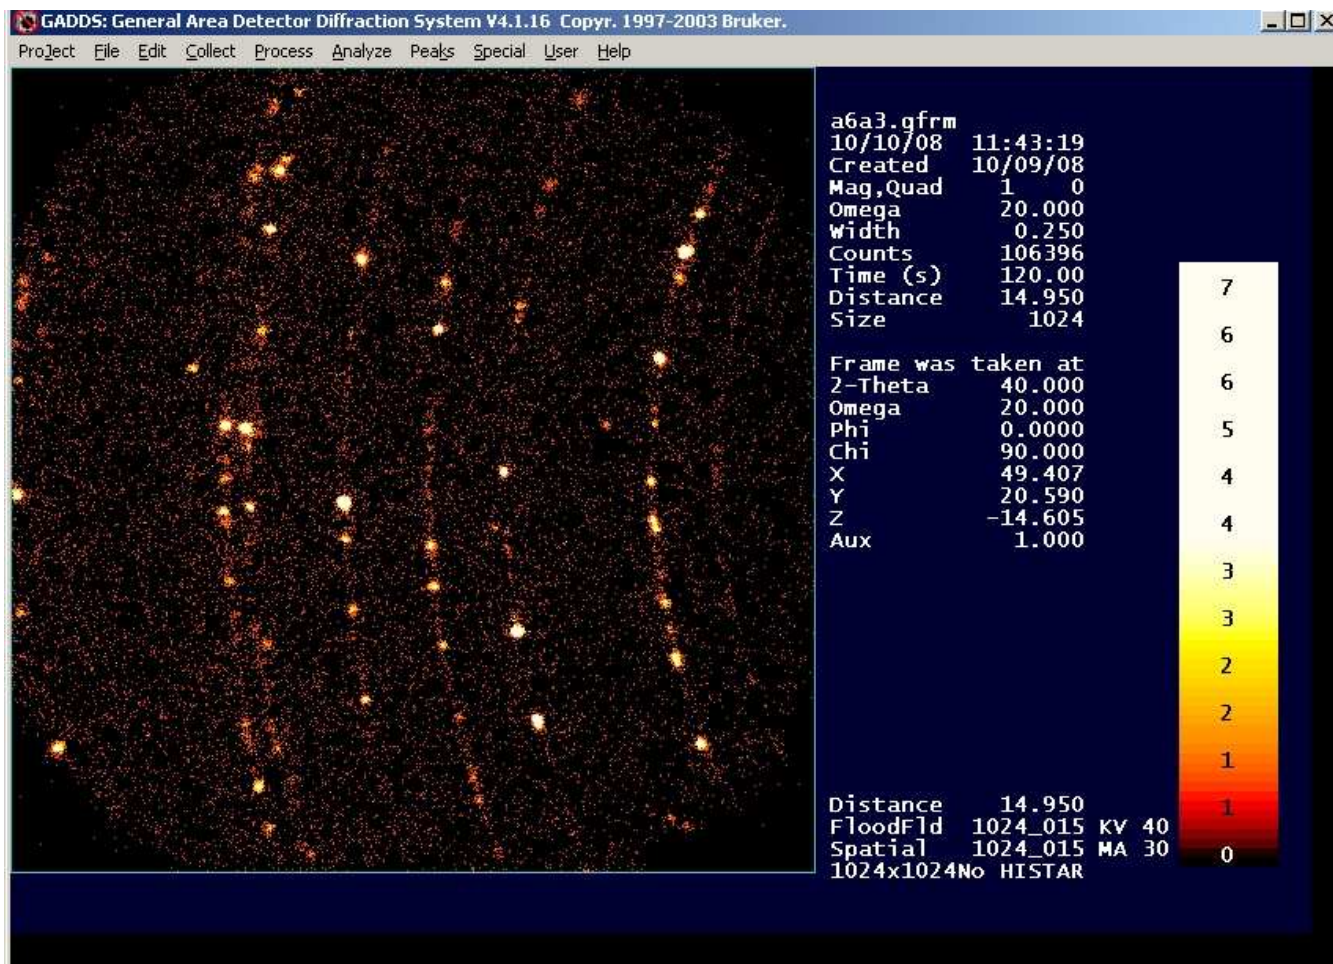 GADDS: General Area Detector Diffraction System V4.1.16 Copyr. 1997-2003 Bruker.
ProJect File Edit Collect Process Analyze Peaks Special User Help
a6a3.gfrm
10/10/08 11:43:19
Created 10/09/08
Mag,Quad 1 0
Omega 20.000
Width 0.250
Counts 106396
Time (s) 120.00
Distance 14.950
Size 1024
Frame was taken at
2-Theta 40.000
Omega 20.000
Phi 0.0000
Chi 90.000
X 49.407
Y 20.590
Z -14.605
Aux 1.000
Distance 14.950
FloodFld 1024_015 KV 40
Spatial 1024_015 MA 30
1024x1024No HISTAR
7
6
6
5
4
4
3
3
2
2
1
1
0